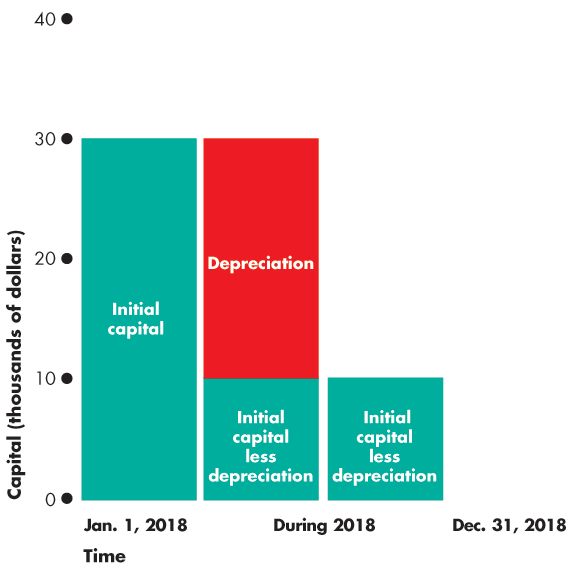 40
30
20
10
0
Capital (thousands of dollars)
Initial
capital
Depreciation
Initial
capital
less
depreciation
Initial
capital
less
depreciation
Jan. 1, 2018
During 2018
Dec. 31, 2018
Time